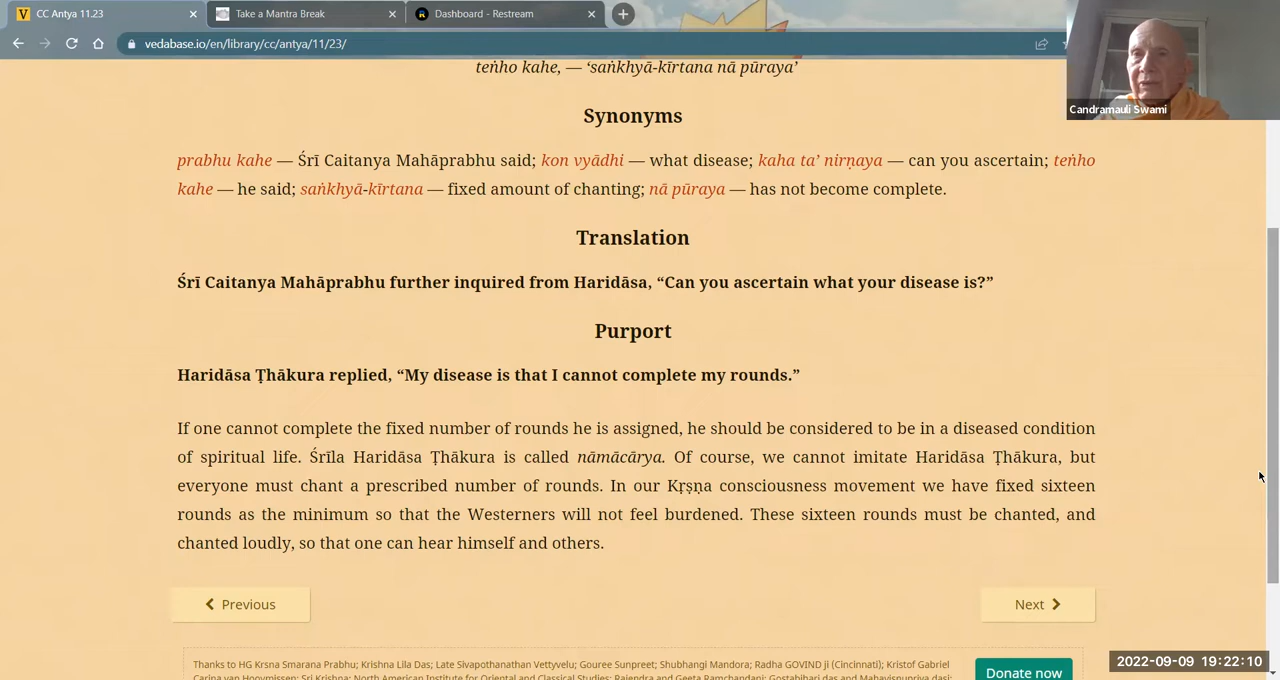 CC Antya 11.23
Take a Mantra Break
Dashboard - Restream
vedabase.io/en/library/cc/antya/11/23/
Candramauli Swami
teṅho kahe, — ‘saṅkhyā-kīrtana nā pūraya’
Synonyms
prabhu kahe — Śrī Caitanya Mahāprabhu said; kon vyādhi — what disease; kaha ta’ nirṇaya — can you ascertain; teṅho
kahe — he said; saṅkhyā-kīrtana — fixed amount of chanting; nā pūraya — has not become complete.
Translation
Śrī Caitanya Mahāprabhu further inquired from Haridāsa, “Can you ascertain what your disease is?”
Purport
Haridāsa Ṭhākura replied, “My disease is that I cannot complete my rounds.”
If one cannot complete the fixed number of rounds he is assigned, he should be considered to be in a diseased condition
of spiritual life. Śrīla Haridāsa Ṭhākura is called nāmācārya. Of course, we cannot imitate Haridāsa Ṭhākura, but
everyone must chant a prescribed number of rounds. In our Kṛṣṇa consciousness movement we have fixed sixteen
rounds as the minimum so that the Westerners will not feel burdened. These sixteen rounds must be chanted, and
chanted loudly, so that one can hear himself and others.
Previous
Next
Thanks to HG Krsna Smarana Prabhu; Krishna Lila Das; Late Sivapothanathan Vettyvelu; Gouree Sunpreet; Shubhangi Mandora; Radha GOVIND ji (Cincinnati); Kristof Gabriel
Carina van Hooymissen; Sri Krishna; North American Institute for Oriental and Classical Studies; Rajendra and Geeta Ramchandani; Gostabihari das and Mahavisnupriya dasi;
Donate now
2022-09-09 19:22:10